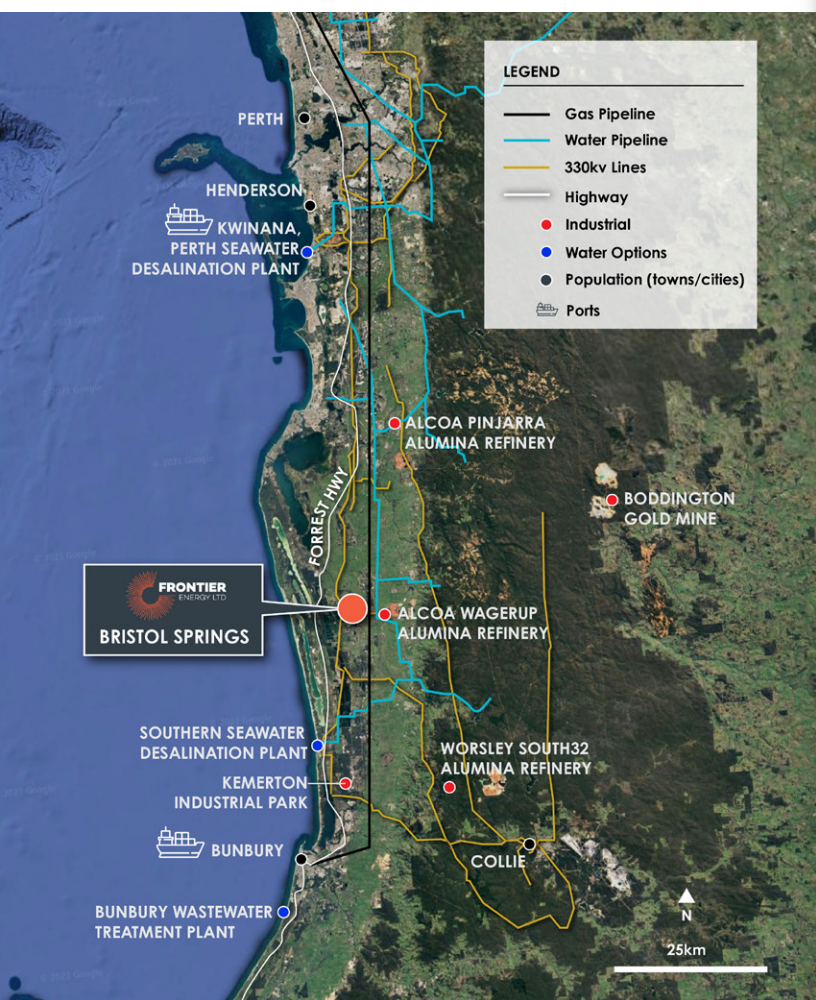 LEGEND
Gas Pipeline
Water Pipeline
330kv Lines
Highway
Industrial
Water Options
Population (towns/cities)
Ports
PERTH
HENDERSON
KWINANA,
PERTH SEAWATER
DESALINATION PLANT
ALCOA PINJARRA
ALUMINA REFINERY
BODDINGTON
GOLD MINE
FORREST HWY
FRONTIER
ENERGY LTD
BRISTOL SPRINGS
ALCOA WAGERUP
ALUMINA REFINERY
SOUTHERN SEAWATER
DESALINATION PLANT
WORSLEY SOUTH32
ALUMINA REFINERY
KEMERTON
INDUSTRIAL PARK
BUNBURY
COLLIE
BUNBURY WASTEWATER
TREATMENT PLANT
N
25km